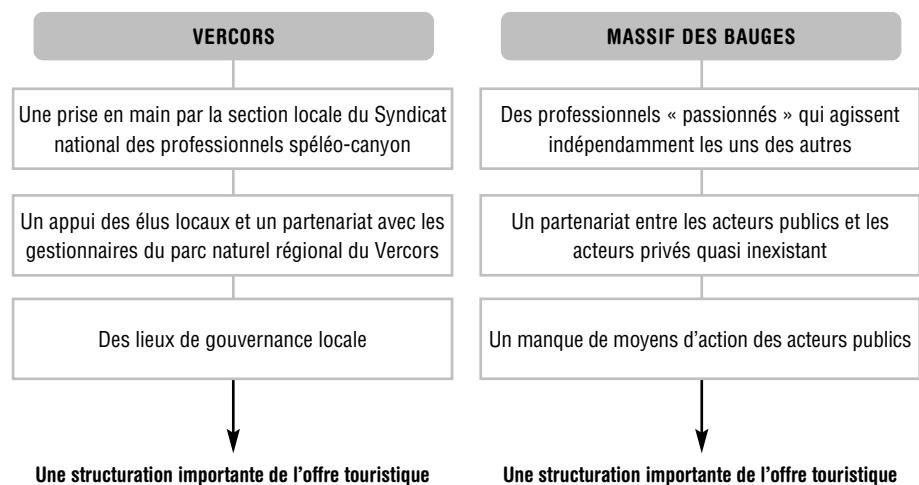 VERCORS
Une prise en main par la section locale du Syndicat
national des professionnels spéléo-canyon
Un appui des élus locaux et un partenariat avec les
gestionnaires du parc naturel régional du Vercors
Des lieux de gouvernance locale
Une structuration importante de l'offre touristique
MASSIF DES BAUGES
Des professionnels « passionnés » qui agissent
indépendamment les uns des autres
Un partenariat entre les acteurs publics et les
acteurs privés quasi inexistant
Un manque de moyens d'action des acteurs publics
Une structuration importante de l'offre touristique